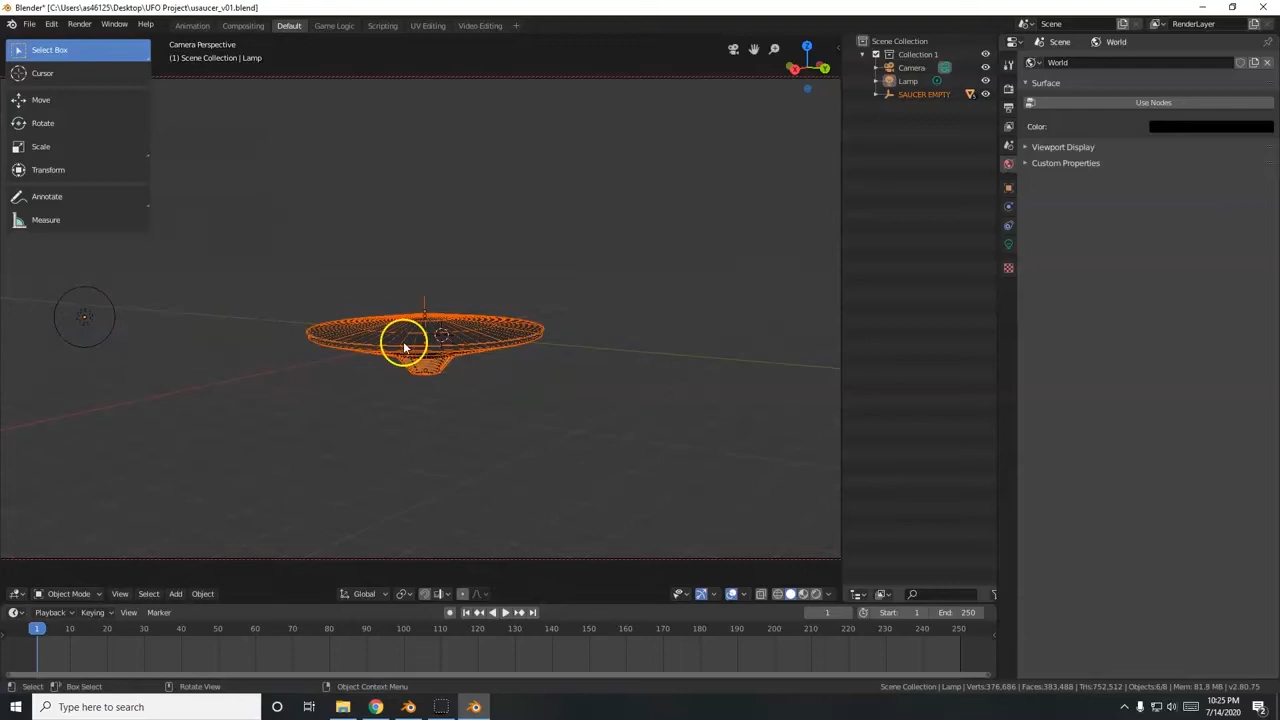 Blender* [C:\Users\as46125\Desktop\UFO Project\usaucer_v01.blend]
File Edit Render Window Help
Animation Compositing Default Game Logic Scripting UV Editing Video Editing +
Scene
RenderLayer
Select Box
Cursor
Move
Rotate
Scale
Transform
Annotate
Measure
Camera Perspective
(1) Scene Collection | Lamp
Z
X
Y
Scene Collection
Collection 1
Camera
Lamp
SAUCER EMPTY
Scene World
World
Surface
Use Nodes
Color:
Viewport Display
Custom Properties
Object Mode View Select Add Object
Global
Playback Keying View Marker
1
Start: 1 End: 250
1 10 20 30 40 50 60 70 80 90 100 110 120 130 140 150 160 170 180 190 200 210 220 230 240 250
Select Box Select Rotate View Object Context Menu
Scene Collection | Lamp | Verts:376,686 | Faces:383,488 | Tris:752,512 | Objects:6/8 | Mem: 81.9 MB | v2.80.75
Type here to search
10:25 PM
7/14/2020
2